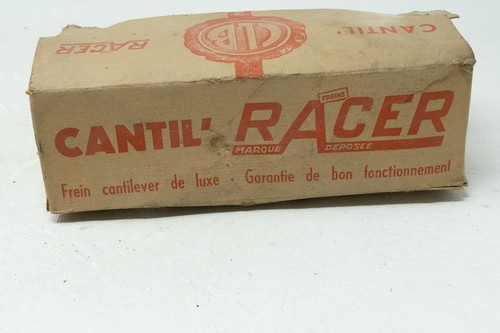 CANTIL'
RACER
FREINS
CANTIL' RACER
MARQUE DEPOSEE
Frein cantilever de luxe - Garantie de bon fonctionnement